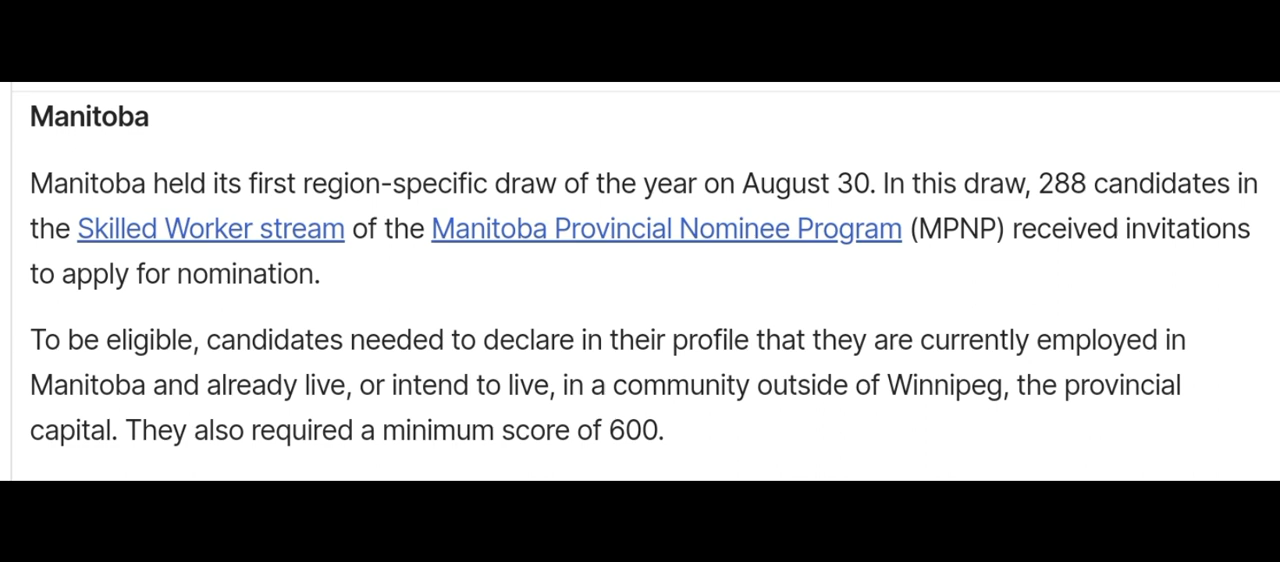 Manitoba
Manitoba held its first region-specific draw of the year on August 30. In this draw, 288 candidates in
the Skilled Worker stream of the Manitoba Provincial Nominee Program (MPNP) received invitations
to apply for nomination.
To be eligible, candidates needed to declare in their profile that they are currently employed in
Manitoba and already live, or intend to live, in a community outside of Winnipeg, the provincial
capital. They also required a minimum score of 600.